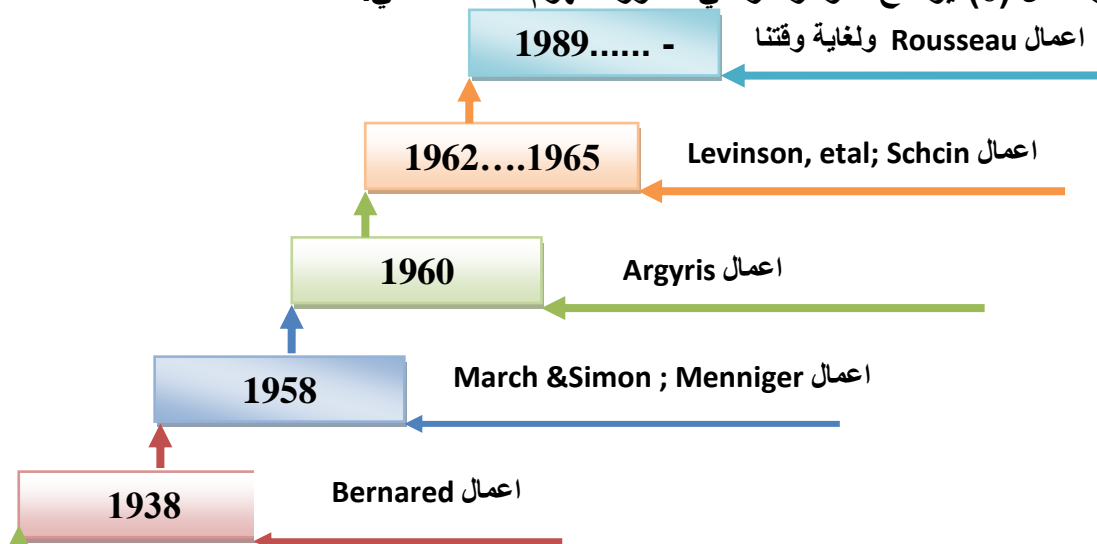 (8)
1989...... -
اعمال Rousseau ولغاية وقتنا
1962....1965
اعمال Levinson, etal; Schcin
1960
اعمال Argyris
1958
اعمال March &Simon ; Menniger
1938
اعمال Bernared